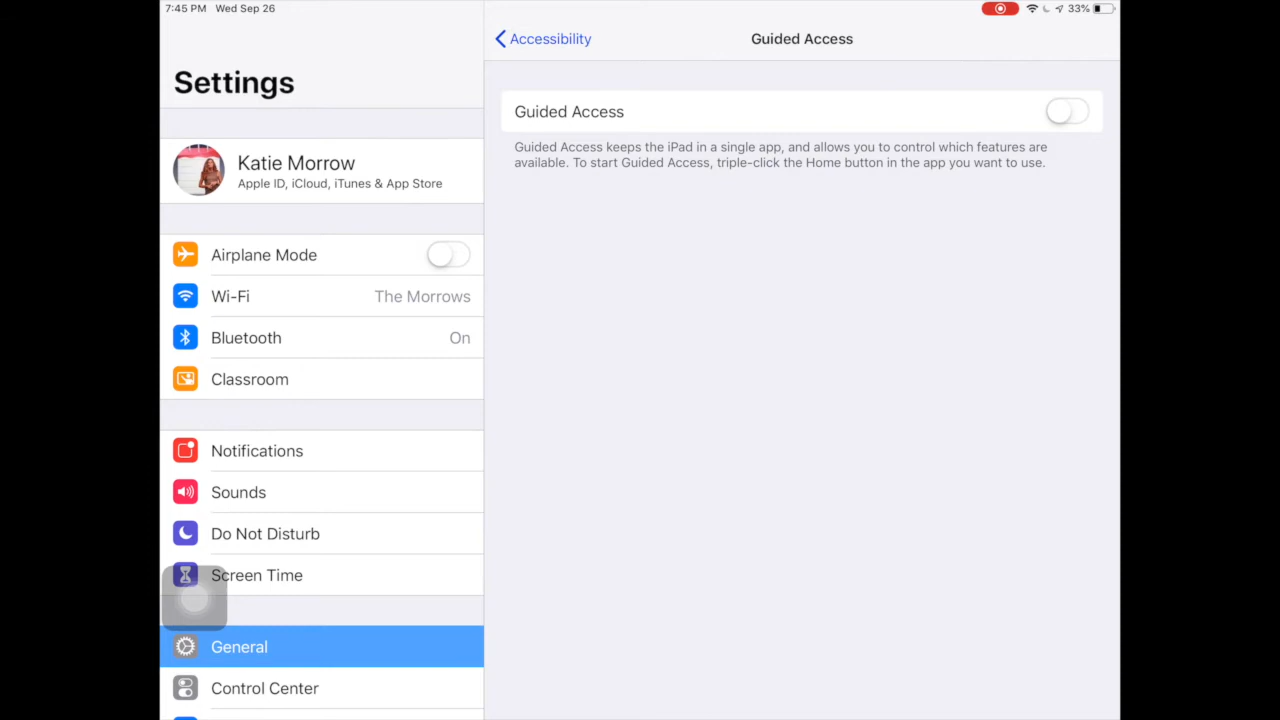 7:45 PM Wed Sep 26
33%
Settings
Katie Morrow
Apple ID, iCloud, iTunes & App Store
Airplane Mode
Wi-Fi The Morrows
Bluetooth On
Classroom
Notifications
Sounds
Do Not Disturb
Screen Time
General
Control Center
Accessibility Guided Access
Guided Access
Guided Access keeps the iPad in a single app, and allows you to control which features are
available. To start Guided Access, triple-click the Home button in the app you want to use.